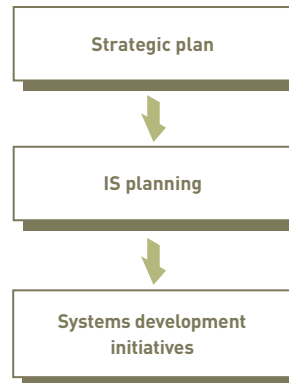 Strategic plan
IS planning
Systems development
initiatives